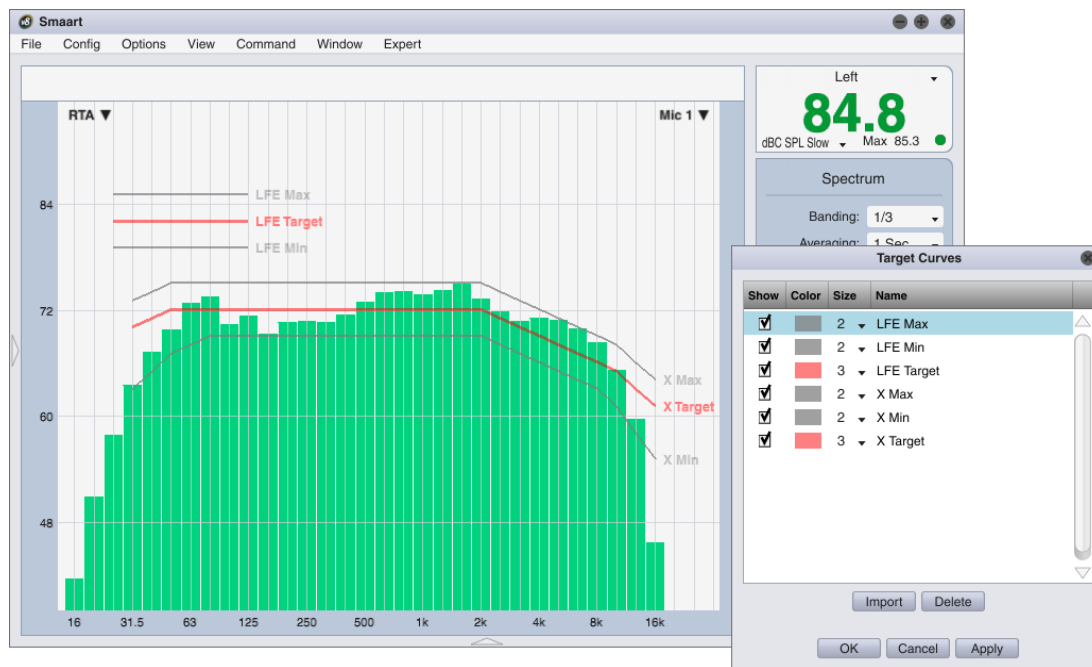 Smaart
File Config Options View Command Window Expert
RTA ▼
Mic 1 ▼
LFE Max
LFE Target
LFE Min
84
72
60
48
X Max
X Target
X Min
16 31.5 63 125 250 500 1k 2k 4k 8k 16k
Left
84.8
dBC SPL Slow Max 85.3
Spectrum
Banding: 1/3
Averaging: 1 Sec
Target Curves
Show Color Size Name
2 LFE Max
2 LFE Min
3 LFE Target
2 X Max
2 X Min
3 X Target
Import Delete
OK Cancel Apply